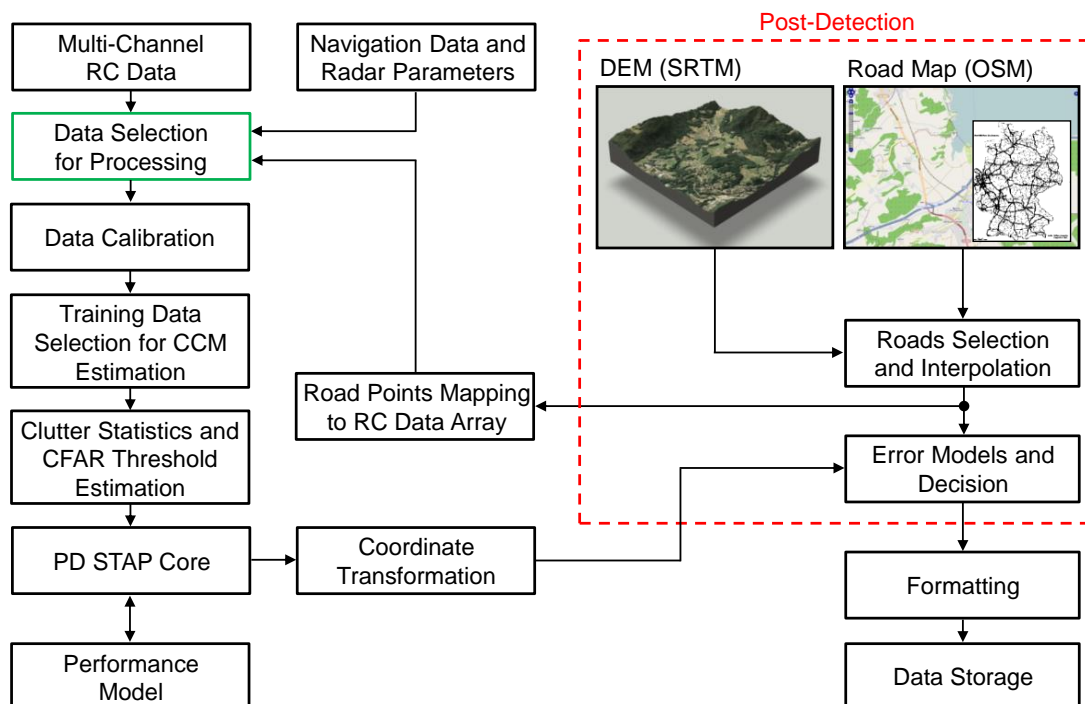 Post-Detection
Multi-Channel
RC Data
Navigation Data and
Radar Parameters
DEM (SRTM)
Road Map (OSM)
Data Selection
for Processing
Data Calibration
Training Data
Selection for CCM
Estimation
Roads Selection
and Interpolation
Road Points Mapping
to RC Data Array
Clutter Statistics and
CFAR Threshold
Estimation
Error Models and
Decision
PD STAP Core
Coordinate
Transformation
Formatting
Performance
Model
Data Storage